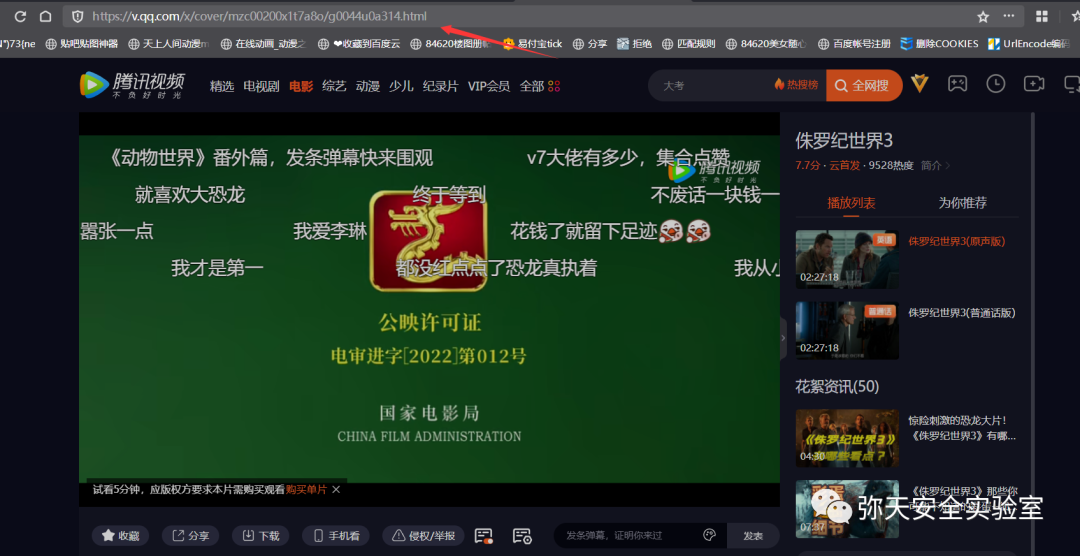 https://v.qq.com/x/cover/mzc00200x1t7a8o/g0044u0a314.html
")73{ne 贴吧贴图神器 天上人间动漫 在线动画_动漫之 ❤收藏到百度云 84620楼图册 易付宝tick 分享 拒绝 匹配规则 84620美女随心 百度帐号注册 删除COOKIES UrlEncode编码
腾讯视频
不负好时光
精选 电视剧 电影 综艺 动漫 少儿 纪录片 VIP会员 全部
大考 热搜榜 全网搜
《动物世界》番外篇，发条弹幕快来围观 v7大佬有多少，集合点赞
腾讯视频
不负好时光
就喜欢大恐龙 终于等到 不废话一块钱一
嚣张一点 我爱李琳 花钱了就留下足迹
我才是第一 都没红点点了恐龙真执着 我从小
公映许可证
电审进字[2022]第012号
国家电影局
CHINA FILM ADMINISTRATION
试看5分钟，应版权方要求本片需购买观看购买单片 ×
收藏 分享 下载 手机看 侵权/举报 发条弹幕，证明你来过 发表
侏罗纪世界3
7.7分 · 云首发 · 9528热度 简介
播放列表 为你推荐
英语
02:27:18
侏罗纪世界3(原声版)
普通话
02:27:18
侏罗纪世界3(普通话版)
花絮资讯(50)
《侏罗纪世界3》
哪些看点？
04:30
惊险刺激的恐龙大片！
《侏罗纪世界3》有哪...
07:37
《侏罗纪世界3》那些你
弥天安全实验室